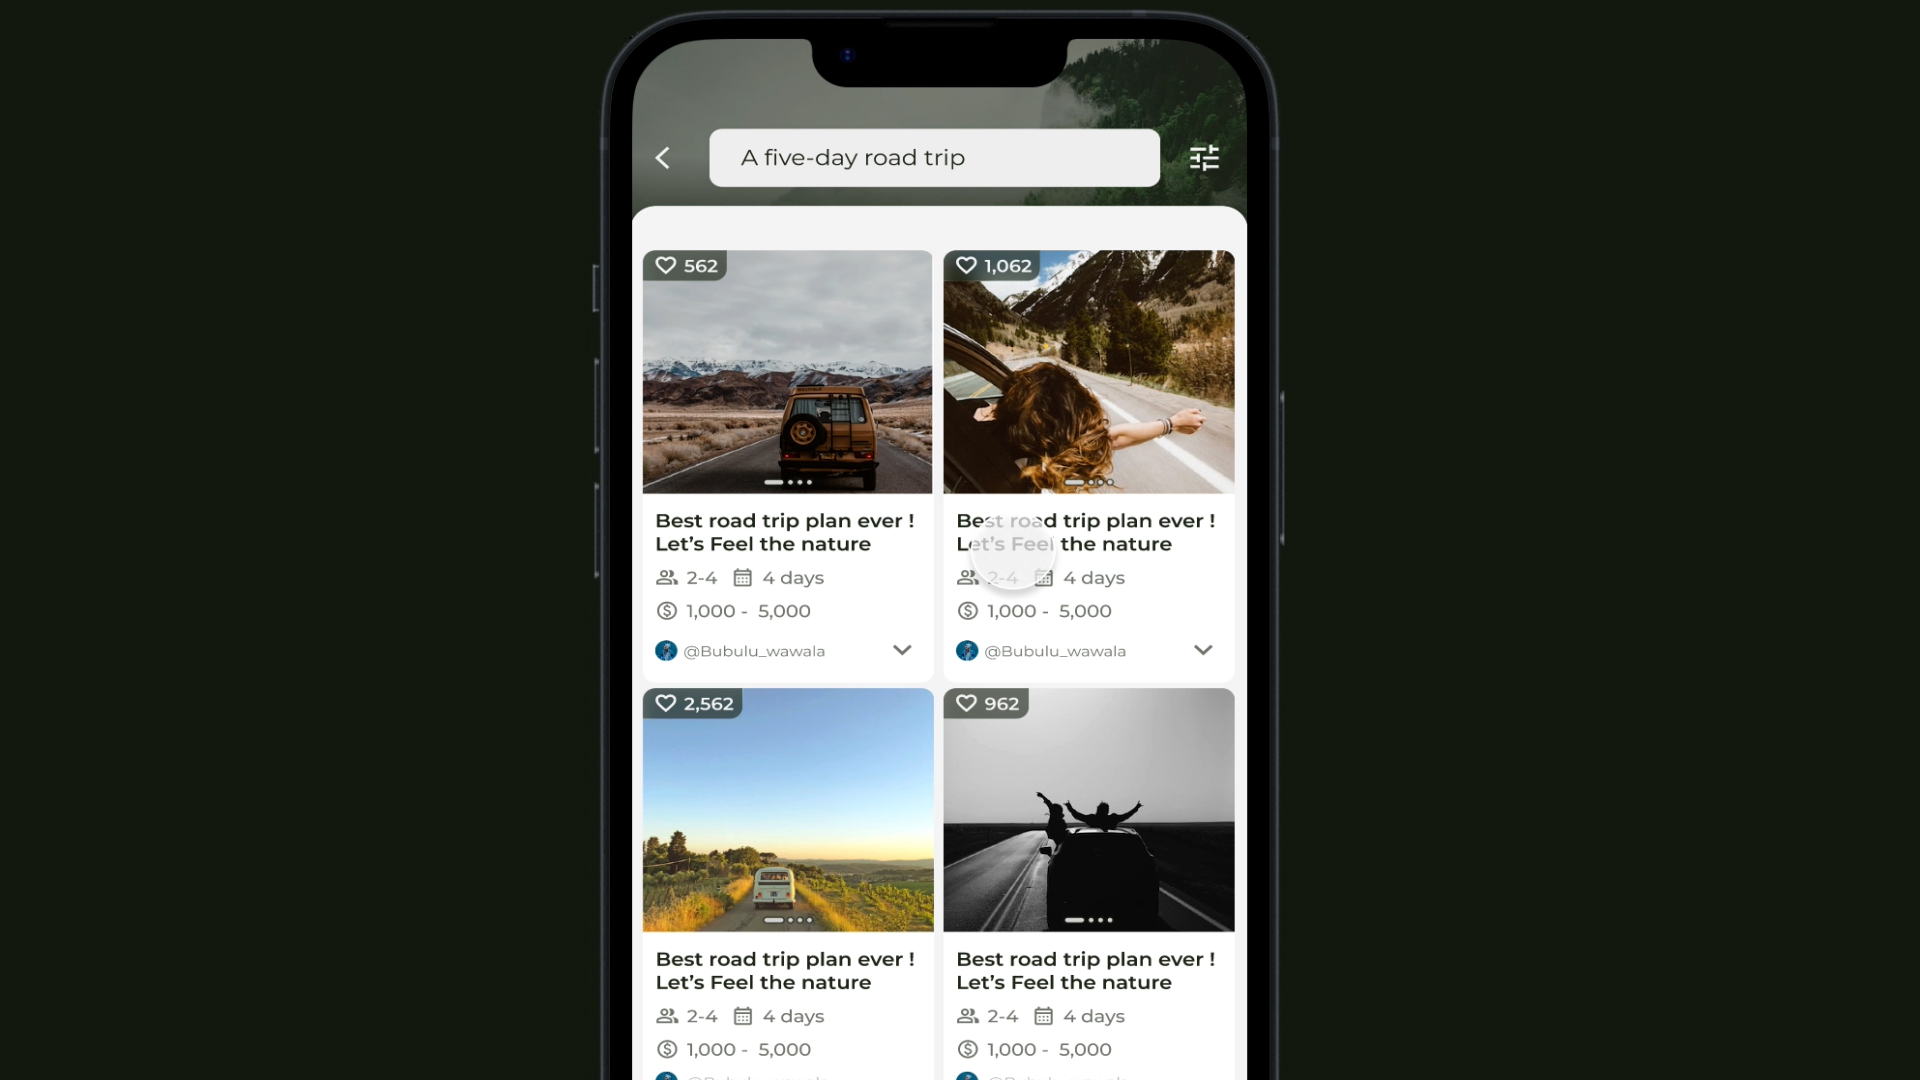 A five-day road trip
562
1,062
Best road trip plan ever !
Let's Feel the nature
2-4 4 days
1,000 - 5,000
@Bubulu_wawala
Best road trip plan ever !
Let's Feel the nature
2-4 4 days
1,000 - 5,000
@Bubulu_wawala
2,562
962
Best road trip plan ever !
Let's Feel the nature
2-4 4 days
1,000 - 5,000
Best road trip plan ever !
Let's Feel the nature
2-4 4 days
1,000 - 5,000